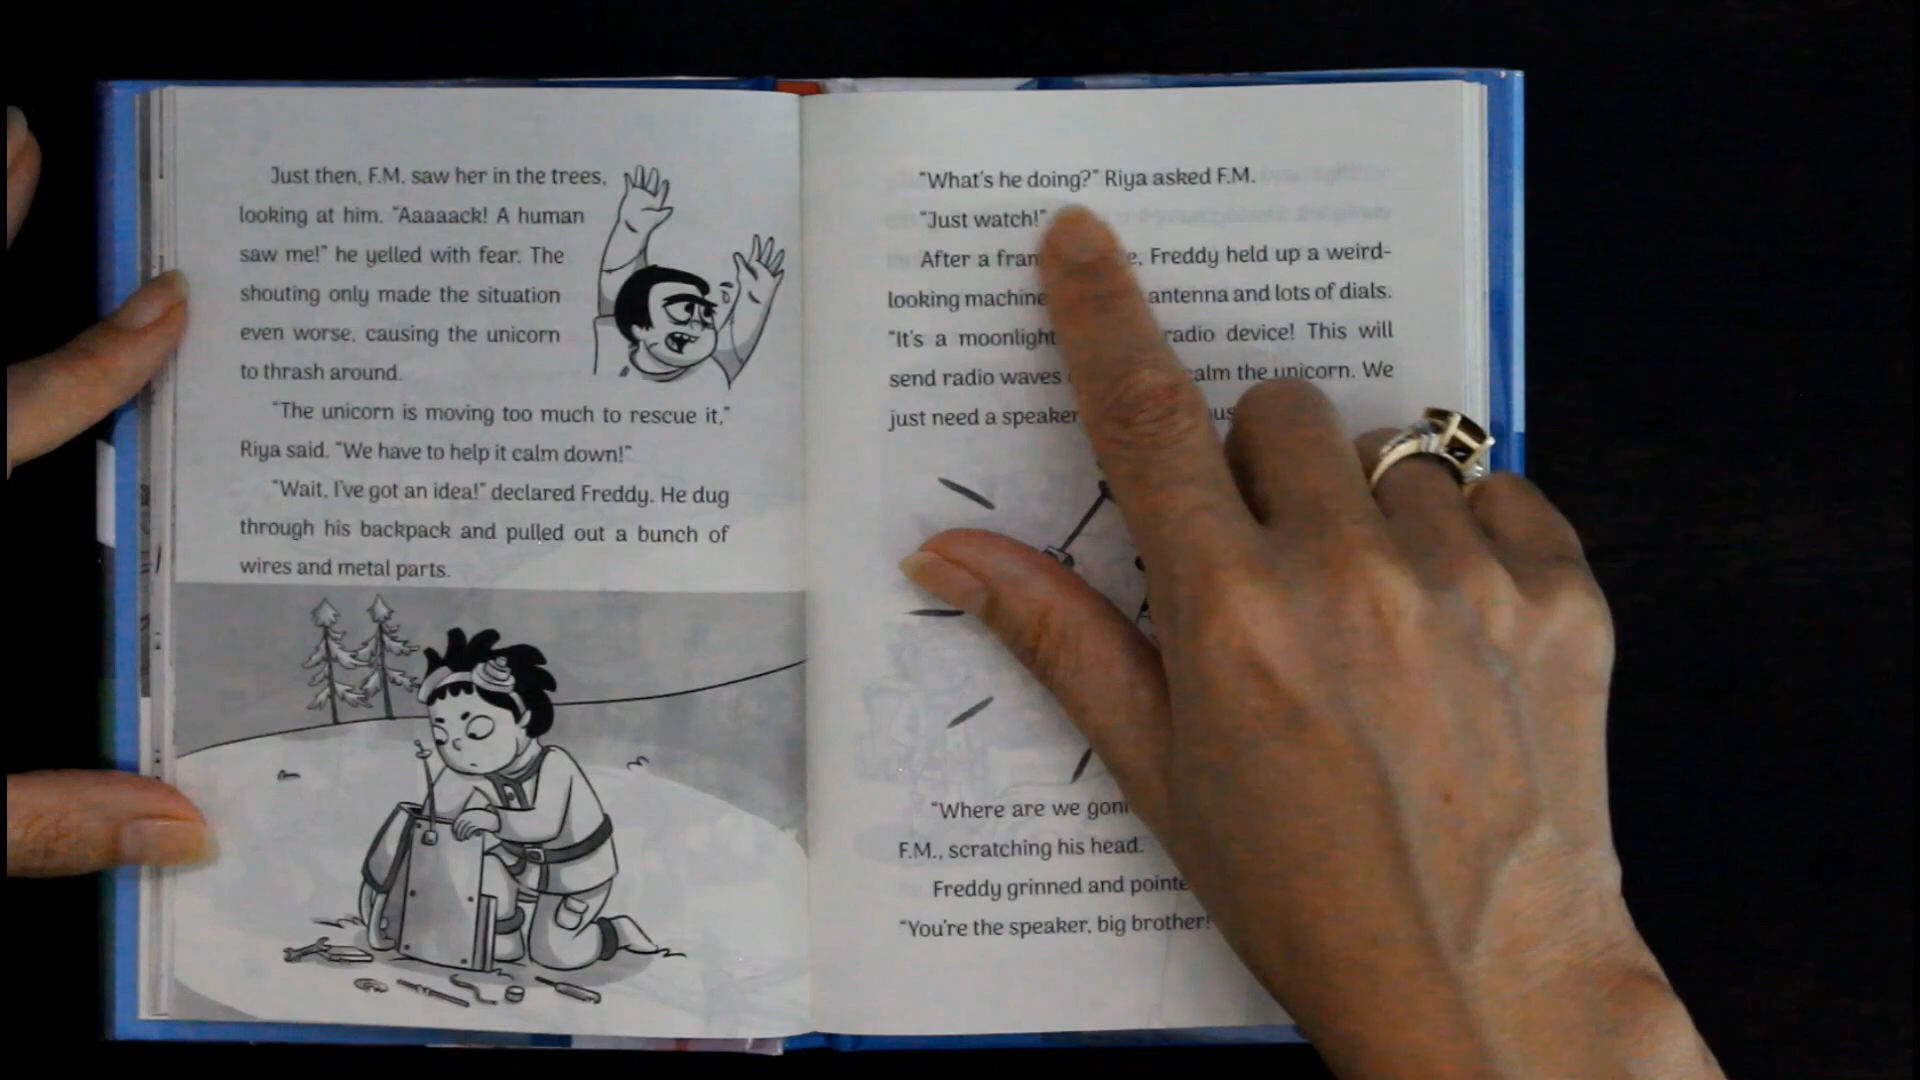 Just then, F.M. saw her in the trees,
looking at him. “Aaaaack! A human
saw me!” he yelled with fear. The
shouting only made the situation
even worse, causing the unicorn
to thrash around.
“The unicorn is moving too much to rescue it,”
Riya said. “We have to help it calm down!”
“Wait, I’ve got an idea!” declared Freddy. He dug
through his backpack and pulled out a bunch of
wires and metal parts.
“What’s he doing?” Riya asked F.M.
“Just watch!”
After a Freddy held up a weird-
looking machine antenna and lots of dials.
“It’s a moonlight radio device! This will
send radio waves calm the unicorn. We
just need a speaker
“Where are we
F.M., scratching his head.
Freddy grinned and
“You’re the speaker, big brother!